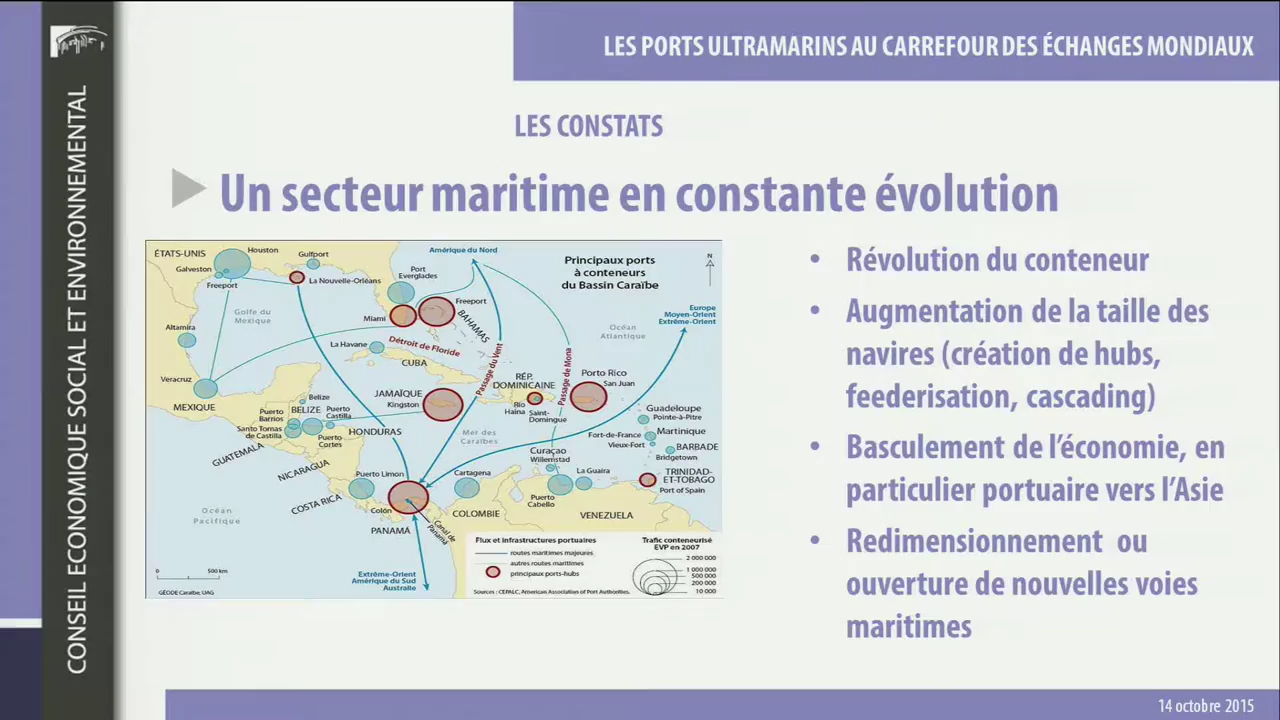 CONSEIL ECONOMIQUE SOCIAL ET ENVIRONNEMENTAL
LES PORTS ULTRAMARINS AU CARREFOUR DES ÉCHANGES MONDIAUX
LES CONSTATS
Un secteur maritime en constante évolution
ÉTATS-UNIS
Houston
Gulfport
Galveston
Freeport
La Nouvelle-Orléans
Port
Everglades
Amérique du Nord
Principaux ports
à conteneurs
du Bassin Caraïbe
N
Golfe du
Mexique
Miami
Freeport
BAHAMAS
Europe
Moyen-Orient
Extrême-Orient
Océan
Atlantique
Altamira
La Havane
Détroit de Floride
CUBA
Passage du Vent
Passage de Mona
Veracruz
MEXIQUE
JAMAÏQUE
Kingston
RÉP.
DOMINICAINE
Rio
Haina
Saint-
Domingue
Porto Rico
San Juan
Belize
BELIZE
Puerto
Barrios
Puerto
Castilla
Santo Tomas
de Castilla
Puerto
Cortes
HONDURAS
GUATEMALA
NICARAGUA
Mer des
Caraïbes
Guadeloupe
Pointe-à-Pitre
Fort-de-France
Martinique
Vieux-Fort
BARBADE
Bridgetown
Curaçao
Willemstad
La Guaira
TRINIDAD-
ET-TOBAGO
Port of Spain
Puerto Limon
Cartagena
COSTA RICA
Colón
PANAMÁ
Canal de
Panamá
COLOMBIE
Puerto
Cabello
VENEZUELA
Océan
Pacifique
Extrême-Orient
Amérique du Sud
Australie
0
500 km
GÉODE Caraïbe, UAG
Flux et infrastructures portuaires
routes maritimes majeures
autres routes maritimes
principaux ports-hubs
Trafic conteneurisé
EVP en 2007
2 000 000
1 000 000
500 000
200 000
10 000
Sources : CEPALC, American Association of Port Authorities.
• Révolution du conteneur
• Augmentation de la taille des
navires (création de hubs,
feederisation, cascading)
• Basculement de l'économie, en
particulier portuaire vers l'Asie
• Redimensionnement ou
ouverture de nouvelles voies
maritimes
14 octobre 2015